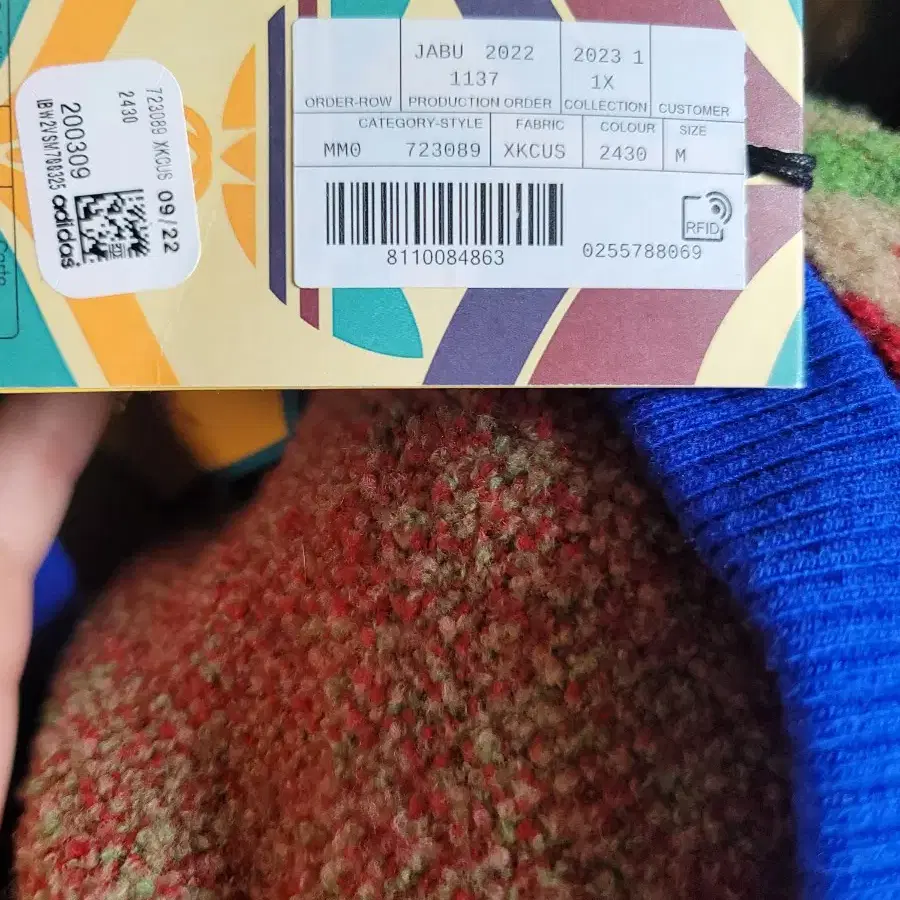 723089 XKCUS 09/22
2430
200309
IBW2V3N788325 adidas
JABU 2022
1137
2023 1
1X
ORDER-ROW
PRODUCTION ORDER
COLLECTION
CUSTOMER
CATEGORY-STYLE
FABRIC
COLOUR
SIZE
MM0 723089
XKCUS
2430
M
8110084863
0255788069
RFID